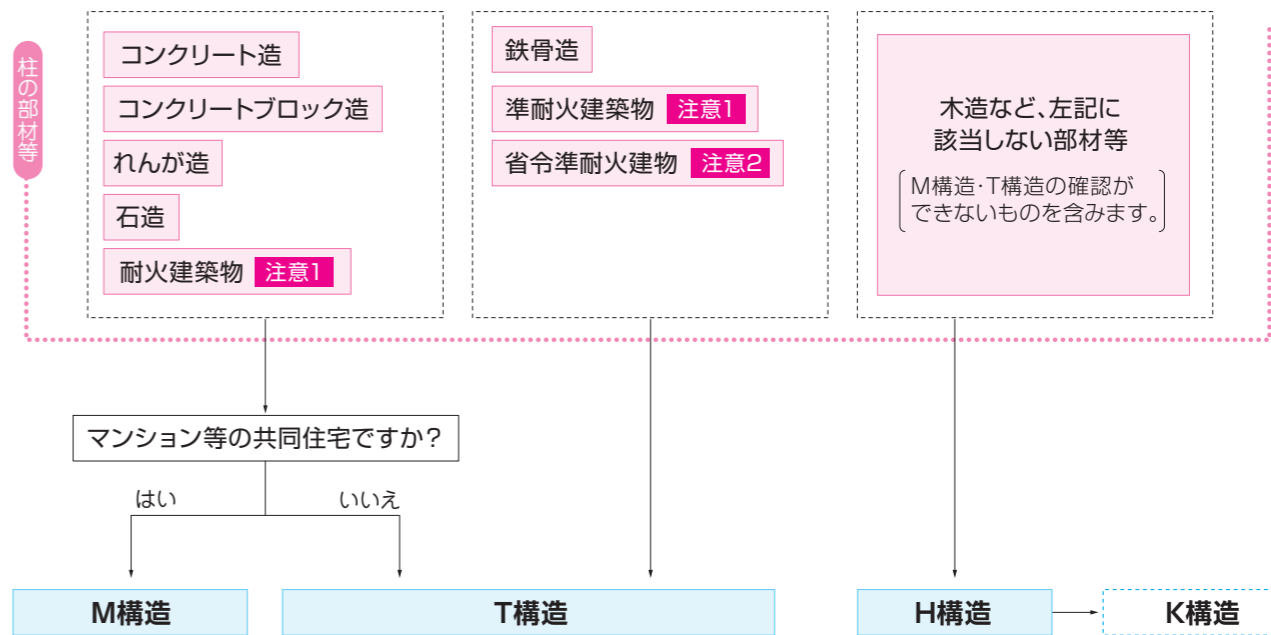 柱の部材等
コンクリート造
コンクリートブロック造
れんが造
石造
耐火建築物 注意1
鉄骨造
準耐火建築物 注意1
省令準耐火建物 注意2
木造など、左記に
該当しない部材等
M構造・T構造の確認が
できないものを含みます。
マンション等の共同住宅ですか？
はい
いいえ
M構造
T構造
H構造
K構造